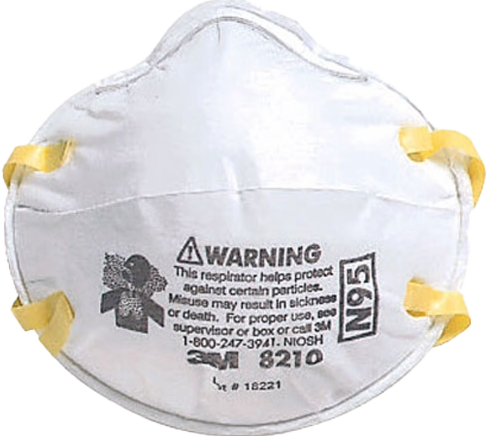 ⚠WARNING
This respirator helps protect
against certain particles.
Misuse may result in sickness
or death. For proper use, see
supervisor or box or call 3M
1-800-247-3941. NIOSH
3M 8210
N95
# 18221